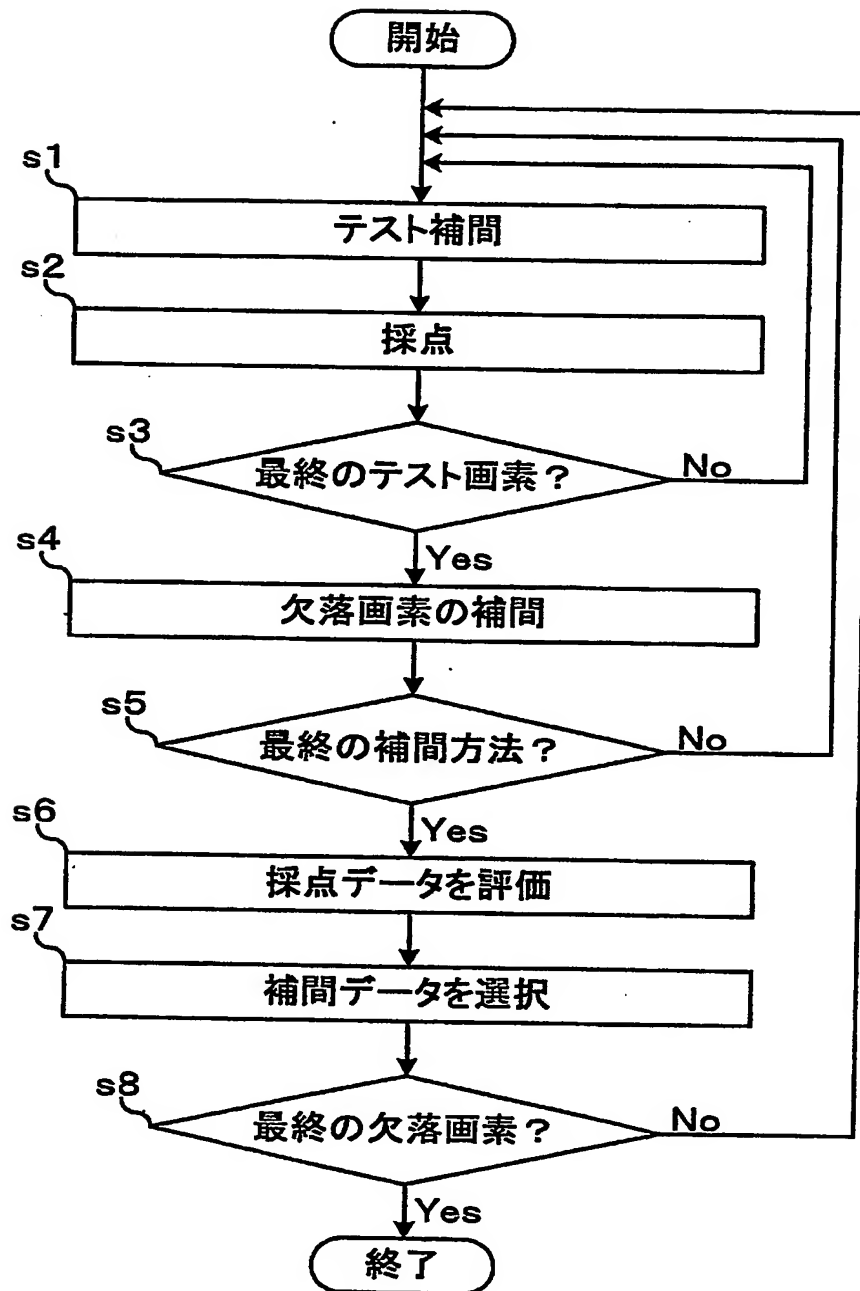 開始
s1
テスト補間
s2
採点
s3
最終のテスト画素?
No
Yes
s4
欠落画素の補間
s5
最終の補間方法?
No
Yes
s6
採点データを評価
s7
補間データを選択
s8
最終の欠落画素?
No
Yes
終了